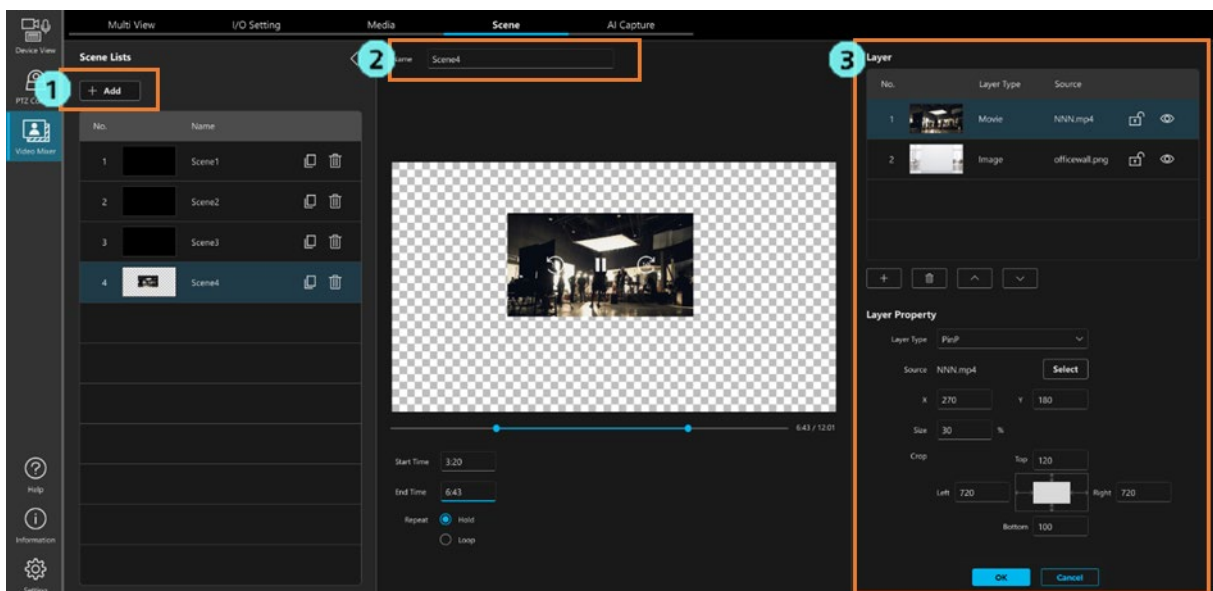 Multi View
I/O Setting
Media
Scene
AI Capture
Device View
Video Mixer
Help
Information
1
Scene Lists
+ Add
No. Name
1 Scene1
2 Scene2
3 Scene3
4 Scene4
2
Name Scene4
6:43 / 12:01
Start Time 3:20
End Time 6:43
Repeat Hold
Loop
3
Layer
No. Layer Type Source
1 Movie NNN.mp4
2 Image officewall.png
Layer Property
Layer Type PinP
Source NNN.mp4 Select
X 270 Y 180
Size 30 %
Crop Top 120
Left 720 Right 720
Bottom 100
OK Cancel